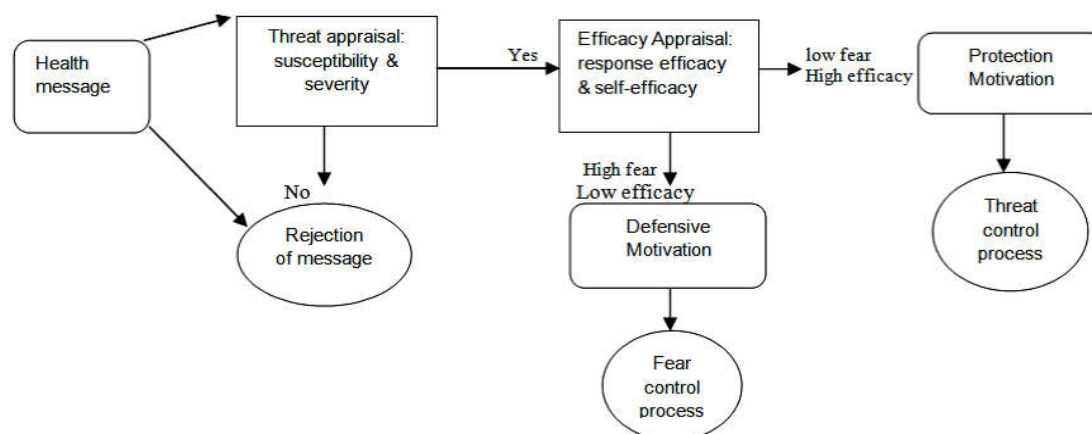 Health
message
Threat appraisal:
susceptibility &
severity
Yes
Efficacy Appraisal:
response efficacy
& self-efficacy
low fear
High efficacy
Protection
Motivation
No
Rejection
of message
High fear
Low efficacy
Defensive
Motivation
Threat
control
process
Fear
control
process